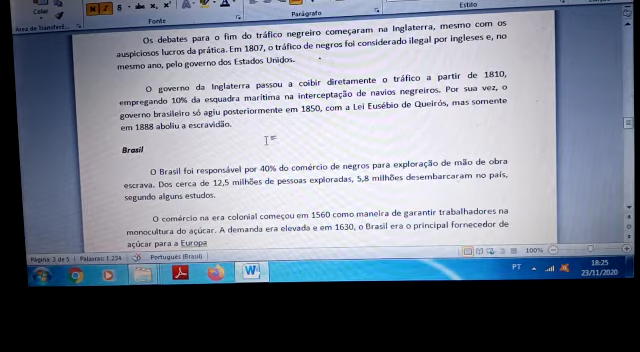 Colar
Área de Transferê...
Fonte
Parágrafo
Estilo
Os debates para o fim do tráfico negreiro começaram na Inglaterra, mesmo com os
auspiciosos lucros da prática. Em 1807, o tráfico de negros foi considerado ilegal por ingleses e, no
mesmo ano, pelo governo dos Estados Unidos.
O governo da Inglaterra passou a coibir diretamente o tráfico a partir de 1810,
empregando 10% da esquadra marítima na interceptação de navios negreiros. Por sua vez, o
governo brasileiro só agiu posteriormente em 1850, com a Lei Eusébio de Queirós, mas somente
em 1888 aboliu a escravidão.
Brasil
O Brasil foi responsável por 40% do comércio de negros para exploração de mão de obra
escrava. Dos cerca de 12,5 milhões de pessoas exploradas, 5,8 milhões desembarcaram no país,
segundo alguns estudos.
O comércio na era colonial começou em 1560 como maneira de garantir trabalhadores na
monocultura do açúcar. A demanda era elevada e em 1630, o Brasil era o principal fornecedor de
açúcar para a Europa
Página: 3 de 5 Palavras: 1.234 Português (Brasil) 100%
PT 18:25
23/11/2020